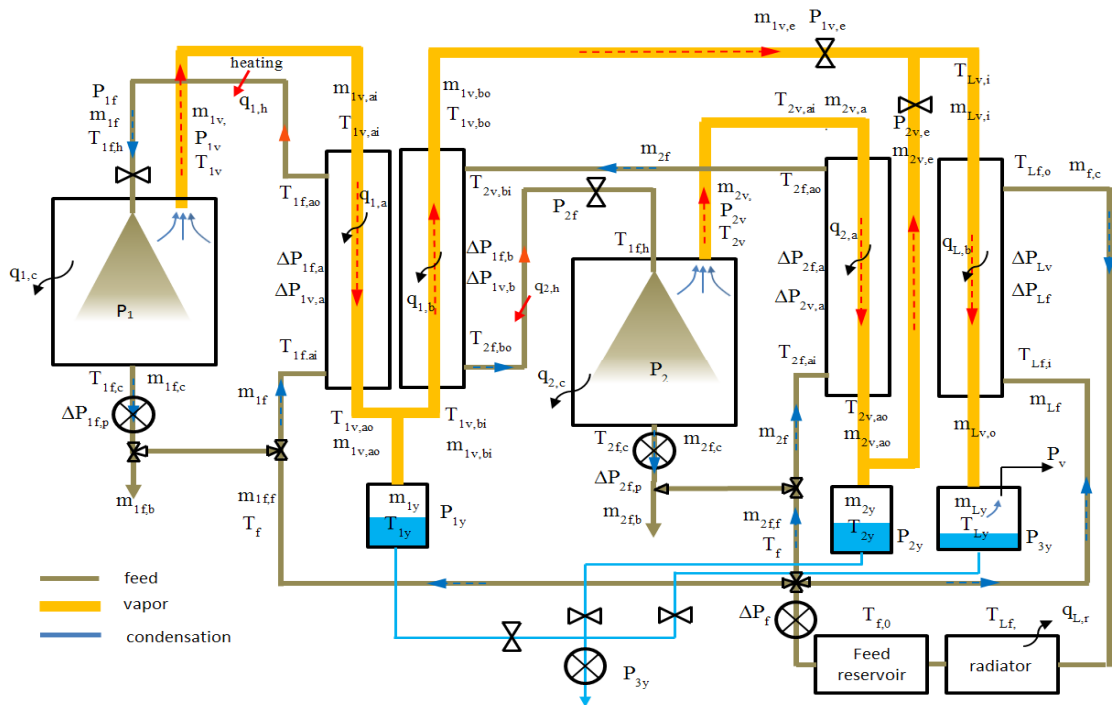 m1v,e
P1v,e
heating
P1f
m1f
T1f,h
q1,h
m1v,
P1v
T1v
m1v,ai
T1v,ai
m1v,bo
T1v,bo
T2v,ai
m2v,a
TLv,i
mLv,i
P2v,e
m2v,e
m2f
T1f,ao
T2v,bi
P2f
m2v,
P2v
T2v
T2f,ao
TLf,o
mf,c
q1,a
T1f,h
q2,a
qL,b
q1,c
ΔP1f,a
ΔP1v,a
ΔP1f,b
ΔP1v,b
q2,h
q1,b
ΔP2f,a
ΔP2v,a
ΔPLv
ΔPLf
P1
T1f,ai
T2f,bo
P2
q2,c
T2f,ai
TLf,i
mLf
T1f,c
m1f,c
m1f
ΔP1f,p
T1v,ao
m1v,ao
T1v,bi
m1v,bi
T2f,c
m2f,c
m2f
T2v,ao
m2v,ao
mLv,o
ΔP2f,p
Pv
m1f,b
m1f,f
Tf
m1y
T1y
P1y
m2f,b
m2f,f
Tf
m2y
T2y
P2y
mLy
TLy
P3y
feed
vapor
condensation
ΔPf
Tf,0
TLf,
qL,r
Feed
reservoir
radiator
P3y